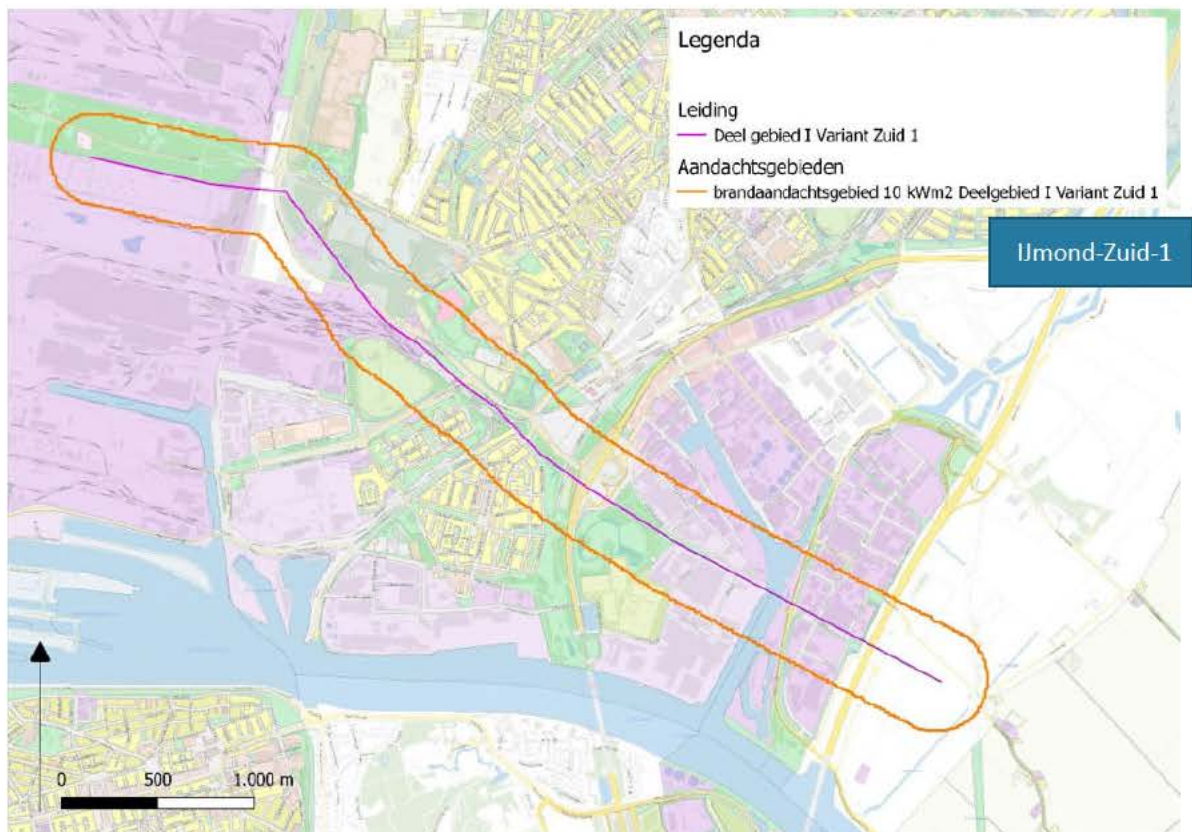 Legenda
Leiding
Deel gebied I Variant Zuid 1
Aandachtsgebieden
brandaandachtsgebied 10 kWm2 Deelgebied I Variant Zuid 1
IJmond-Zuid-1
0 500 1.000 m